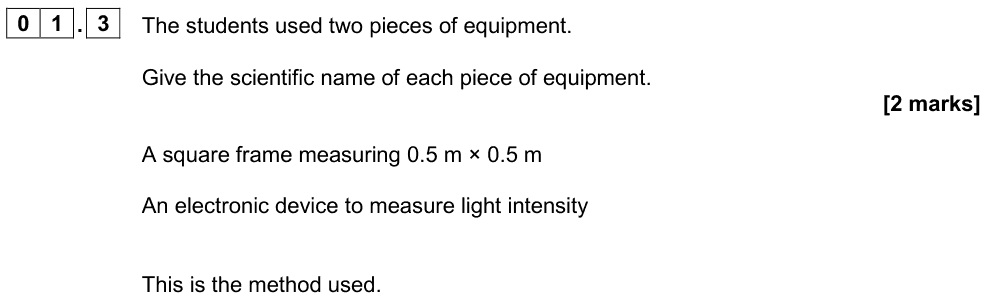 0 1 . 3 The students used two pieces of equipment.
Give the scientific name of each piece of equipment.
[2 marks]
A square frame measuring 0.5 m × 0.5 m
An electronic device to measure light intensity
This is the method used.